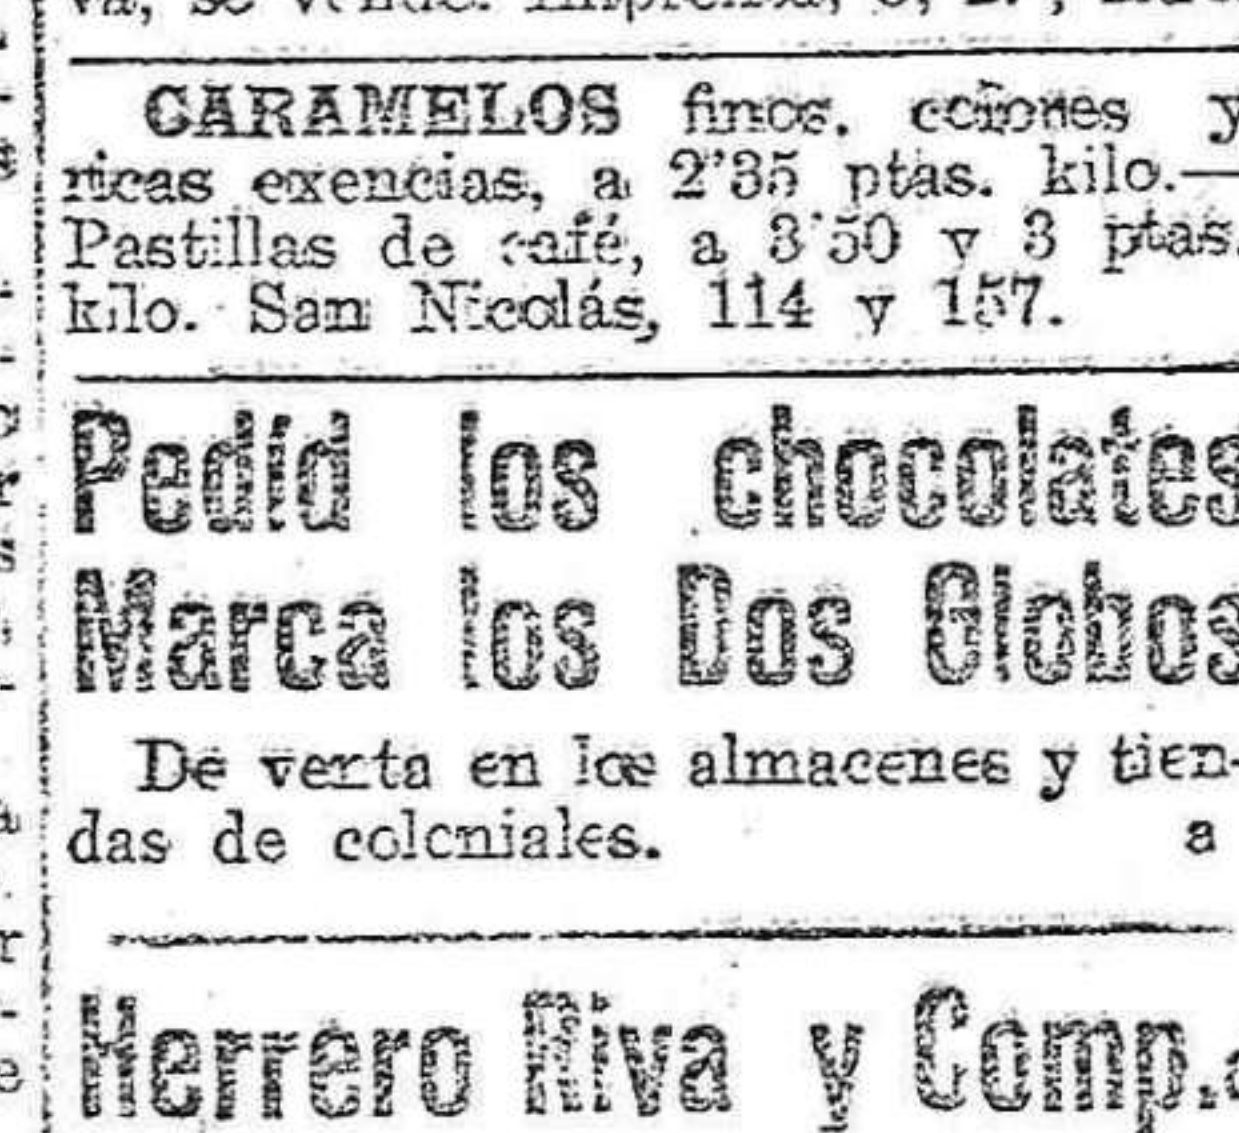 CARAMELOS finos, colores y
ricas exencias, a 2'35 ptas. kilo.—
Pastillas de café, a 3'50 y 3 ptas.
kilo. San Nicolás, 114 y 157.
Pedid los chocolates
Marca los Dos Globos
De venta en los almacenes y tien-
das de coloniales. a
Herrero Riva y Comp.